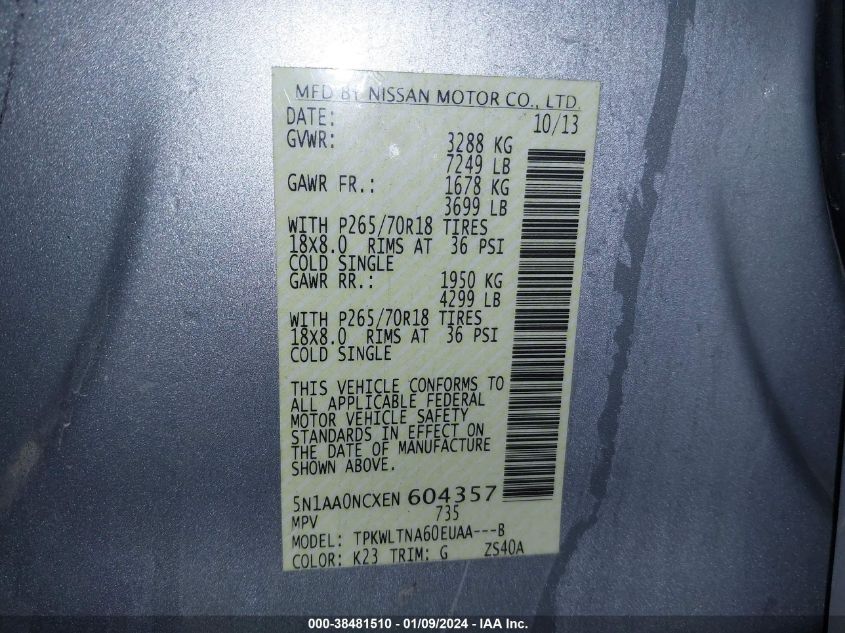 MFD BY NISSAN MOTOR CO., LTD.
DATE: 10/13
GVWR: 3288 KG
7249 LB
GAWR FR.: 1678 KG
3699 LB
WITH P265/70R18 TIRES
18X8.0 RIMS AT 36 PSI
COLD SINGLE
GAWR RR.: 1950 KG
4299 LB
WITH P265/70R18 TIRES
18X8.0 RIMS AT 36 PSI
COLD SINGLE
THIS VEHICLE CONFORMS TO
ALL APPLICABLE FEDERAL
MOTOR VEHICLE SAFETY
STANDARDS IN EFFECT ON
THE DATE OF MANUFACTURE
SHOWN ABOVE.
5N1AA0NCXEN 604357
MPV 735
MODEL: TPKWLTNA60EUAA---B
COLOR: K23 TRIM: G ZS40A
000-38481510 - 01/09/2024 - IAA Inc.